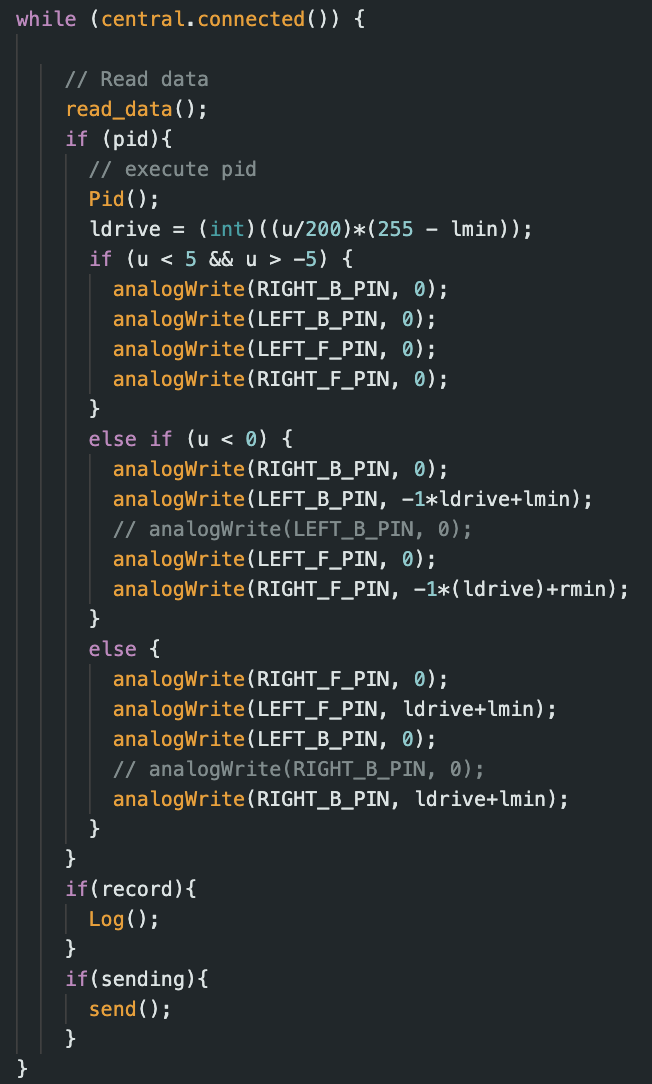 while (central.connected()) {
// Read data
read_data();
if (pid){
// execute pid
Pid();
ldrive = (int)((u/200)*(255 - lmin));
if (u < 5 && u > -5) {
analogWrite(RIGHT_B_PIN, 0);
analogWrite(LEFT_B_PIN, 0);
analogWrite(LEFT_F_PIN, 0);
analogWrite(RIGHT_F_PIN, 0);
}
else if (u < 0) {
analogWrite(RIGHT_B_PIN, 0);
analogWrite(LEFT_B_PIN, -1*ldrive+lmin);
// analogWrite(LEFT_B_PIN, 0);
analogWrite(LEFT_F_PIN, 0);
analogWrite(RIGHT_F_PIN, -1*(ldrive)+rmin);
}
else {
analogWrite(RIGHT_F_PIN, 0);
analogWrite(LEFT_F_PIN, ldrive+lmin);
analogWrite(LEFT_B_PIN, 0);
// analogWrite(RIGHT_B_PIN, 0);
analogWrite(RIGHT_B_PIN, ldrive+lmin);
}
}
if(record){
Log();
}
if(sending){
send();
}
}